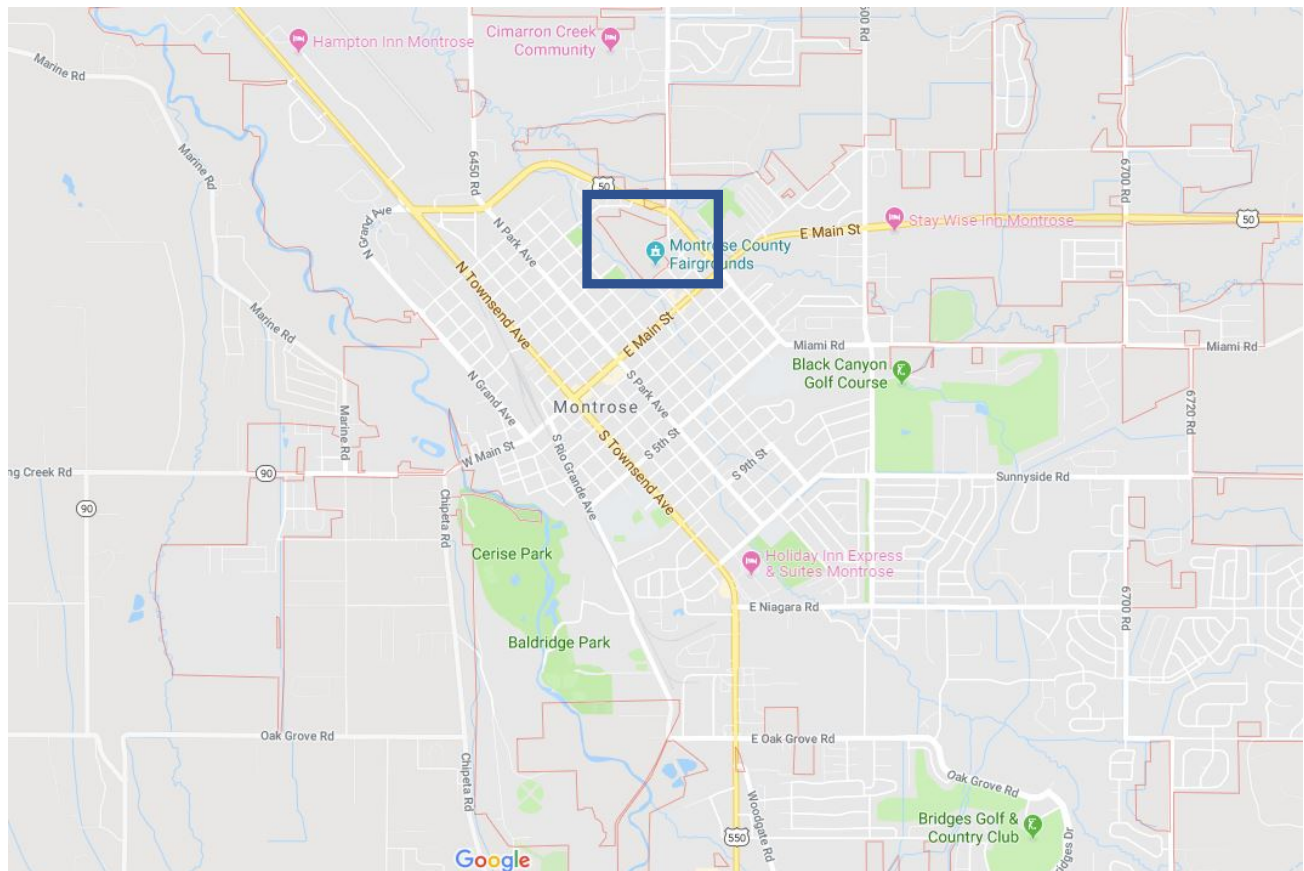 Hampton Inn Montrose
Cimarron Creek
Community
Marine Rd
Marine Rd
6450 Rd
50
6700 Rd
N Grand Ave
N Park Ave
Stay Wise Inn Montrose
50
E Main St
Montrose County
Fairgrounds
N Townsend Ave
Marine Rd
E Main St
Miami Rd
Miami Rd
Black Canyon
Golf Course
S Park Ave
N Grand Ave
Montrose
6720 Rd
Marine Rd
S 5th St
S Townsend Ave
S Rio Grande Ave
W Main St
S 9th St
Creek Rd
90
Sunnyside Rd
90
Chipeta Rd
Cerise Park
Holiday Inn Express
& Suites Montrose
E Niagara Rd
6700 Rd
Baldridge Park
Oak Grove Rd
E Oak Grove Rd
Chipeta Rd
Oak Grove Rd
Woodgate Rd
Bridges Golf &
Country Club
550
Dr
Google